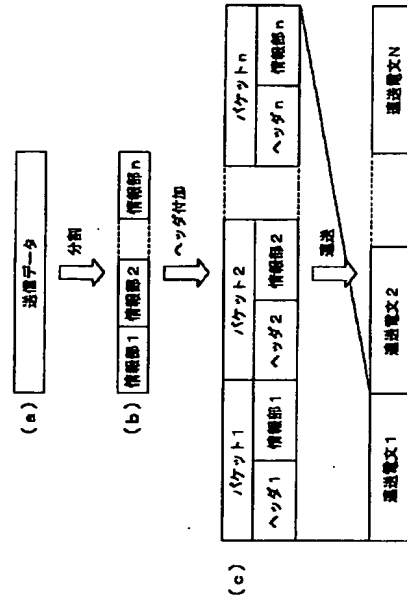 (a)
送信データ
分割
(b)
情報部1 情報部2 情報部n
ヘッダ付加
(c)
パケット1 パケット2 パケットn
ヘッダ1 情報部1 ヘッダ2 情報部2 ヘッダn 情報部n
連送
連送電文1 連送電文2 連送電文N